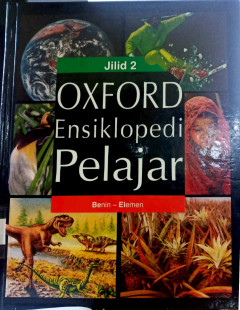 Jilid 2
OXFORD
Ensiklopedi
Pelajar
Benin – Elemen